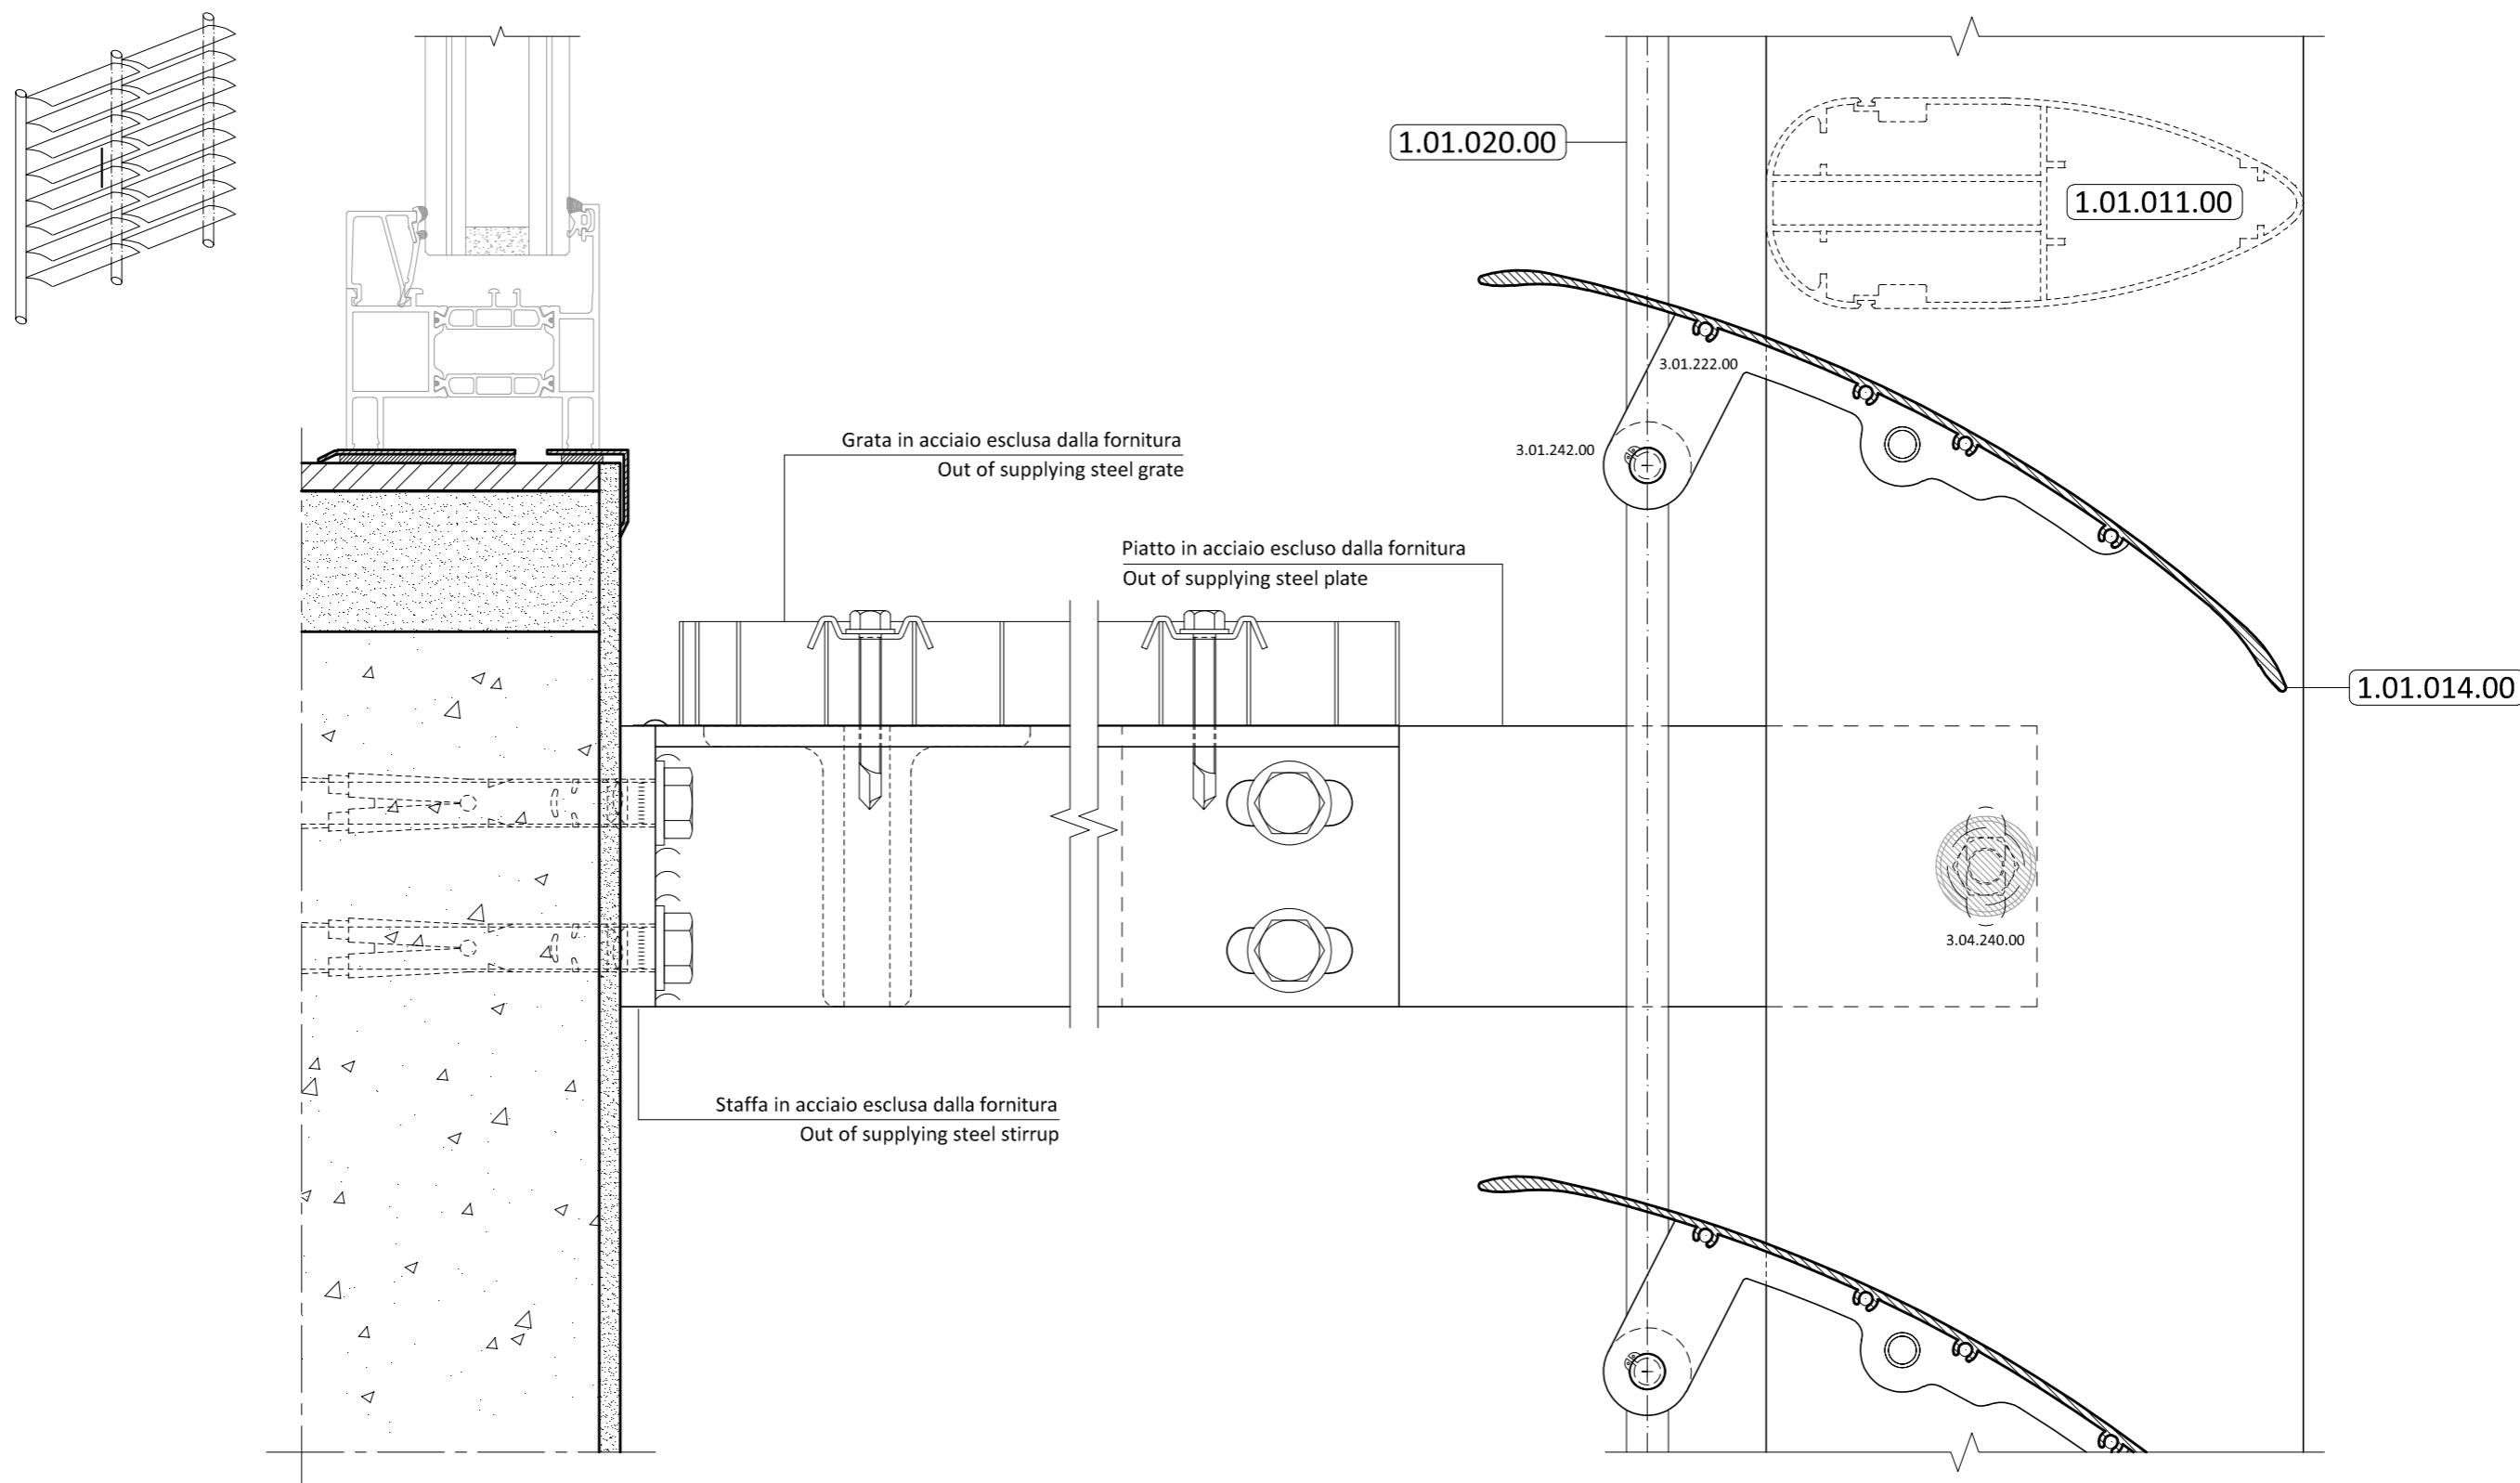 1.01.020.00
1.01.011.00
3.01.222.00
3.01.242.00
Grata in acciaio esclusa dalla fornitura
Out of supplying steel grate
Piatto in acciaio escluso dalla fornitura
Out of supplying steel plate
1.01.014.00
3.04.240.00
Staffa in acciaio esclusa dalla fornitura
Out of supplying steel stirrup